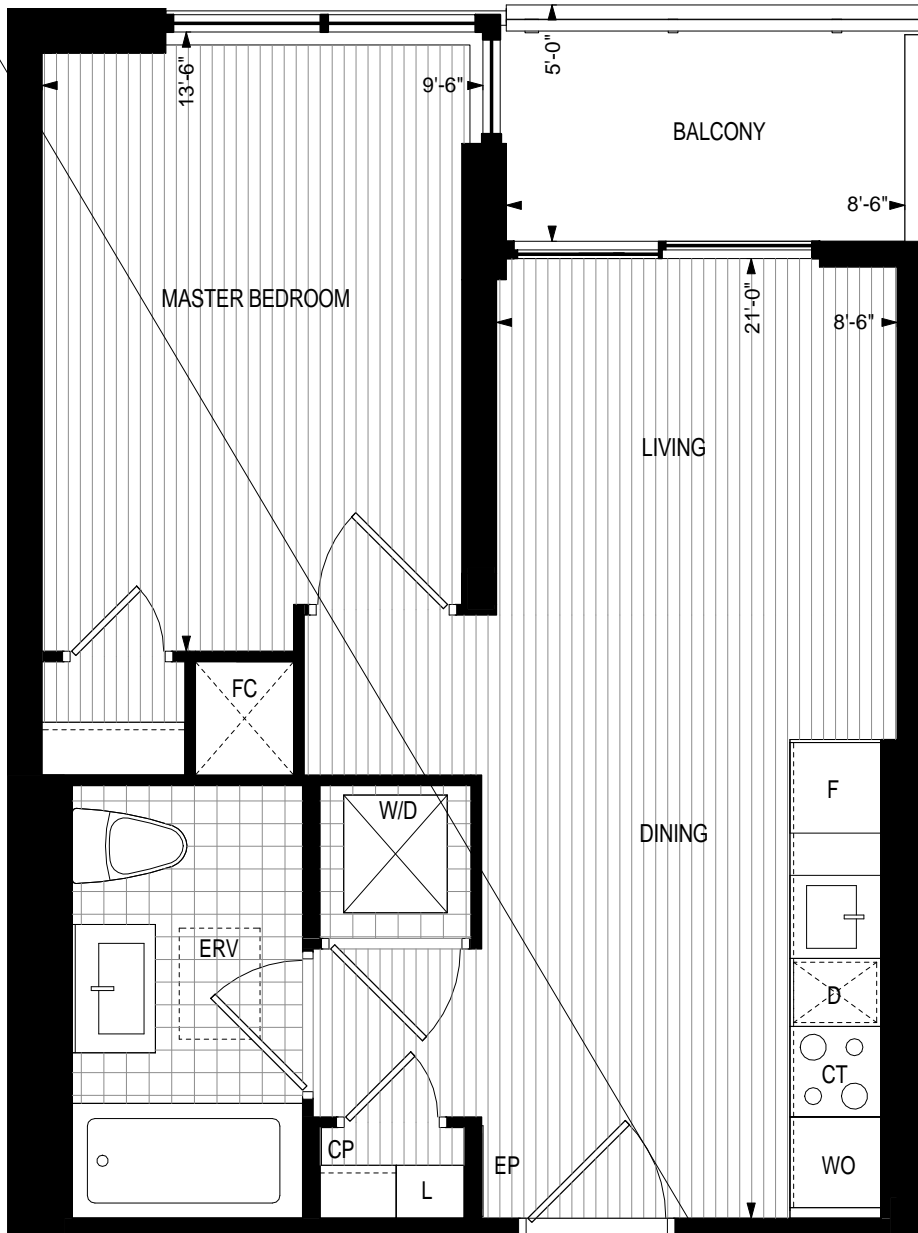 13'-6"
9'-6"
5'-0"
BALCONY
8'-6"
MASTER BEDROOM
21'-0"
8'-6"
LIVING
FC
F
W/D
DINING
ERV
D
CT
CP
EP
WO
L